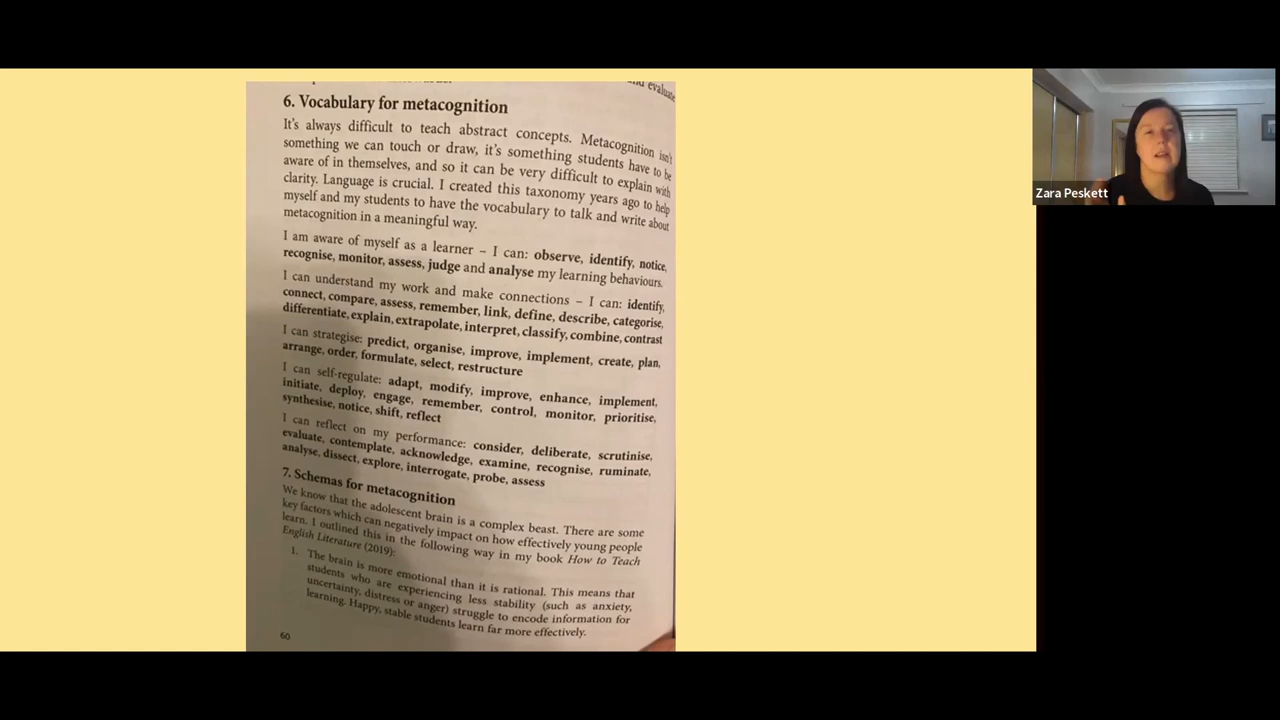 and evaluate
6. Vocabulary for metacognition
It's always difficult to teach abstract concepts. Metacognition isn't
something we can touch or draw, it's something students have to be
aware of in themselves, and so it can be very difficult to explain with
clarity. Language is crucial. I created this taxonomy years ago to help
myself and my students to have the vocabulary to talk and write about
metacognition in a meaningful way.
I am aware of myself as a learner – I can: observe, identify, notice,
recognise, monitor, assess, judge and analyse my learning behaviours.
I can understand my work and make connections – I can: identify,
connect, compare, assess, remember, link, define, describe, categorise,
differentiate, explain, extrapolate, interpret, classify, combine, contrast
I can strategise: predict, organise, improve, implement, create, plan,
arrange, order, formulate, select, restructure
I can self-regulate: adapt, modify, improve, enhance, implement,
initiate, deploy, engage, remember, control, monitor, prioritise,
synthesise, notice, shift, reflect
I can reflect on my performance: consider, deliberate, scrutinise,
evaluate, contemplate, acknowledge, examine, recognise, ruminate,
analyse, dissect, explore, interrogate, probe, assess
7. Schemas for metacognition
We know that the adolescent brain is a complex beast. There are some
key factors which can negatively impact on how effectively young people
learn. I outlined this in the following way in my book How to Teach
English Literature (2019):
1. The brain is more emotional than it is rational. This means that
students who are experiencing less stability (such as anxiety,
uncertainty, distress or anger) struggle to encode information for
learning. Happy, stable students learn far more effectively.
60
Zara Peskett